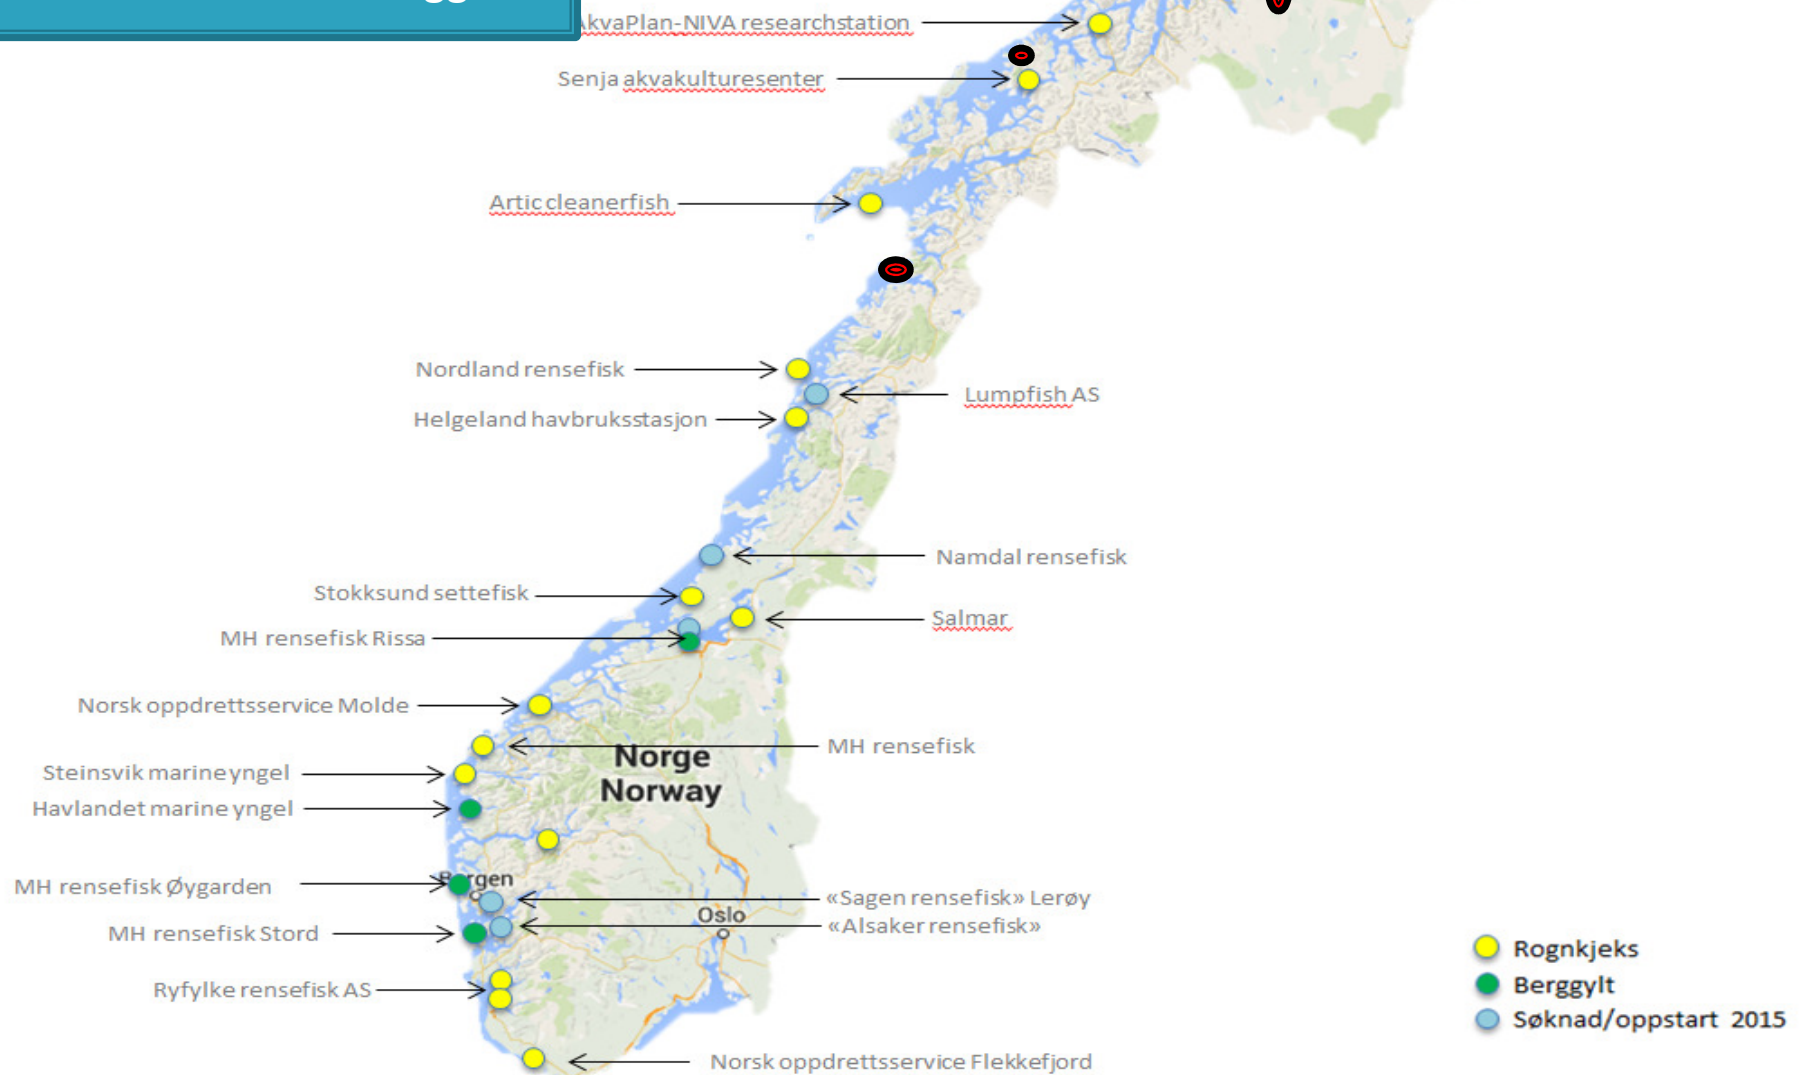 AkvaPlan-NIVA researchstation
Senja akvakulturesenter
Artic cleanerfish
Nordland rensefisk
Lumpfish AS
Helgeland havbruksstasjon
Namdal rensefisk
Stokksund settefisk
Salmar
MH rensefisk Rissa
Norsk oppdrettsservice Molde
MH rensefisk
Norge
Norway
Steinsvik marine yngel
Havlandet marine yngel
MH rensefisk Øygarden
Bergen
«Sagen rensefisk» Lerøy
Oslo
«Alsaker rensefisk»
MH rensefisk Stord
Ryfylke rensefisk AS
Norsk oppdrettsservice Flekkefjord
Rognkjeks
Berggylt
Søknad/oppstart 2015